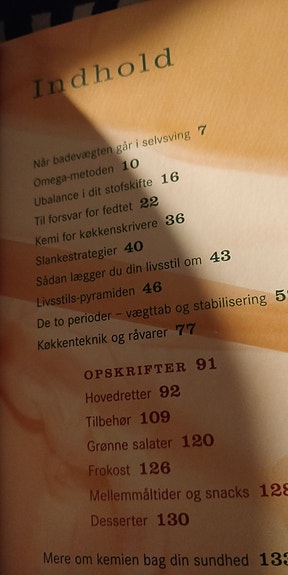 Indhold
Når badevægten går i selvsving 7
Omega-metoden 10
Ubalance i dit stofskifte 16
Til forsvar for fedtet 22
Kemi for køkkenskrivere 36
Slankestrategier 40
Sådan lægger du din livsstil om 43
Livsstils-pyramiden 46
De to perioder – vægttab og stabilisering
Køkkenteknik og råvarer 77
OPSKRIFTER 91
Hovedretter 92
Tilbehør 109
Grønne salater 120
Frokost 126
Mellemmåltider og snacks 128
Desserter 130
Mere om kemien bag din sundhed 133